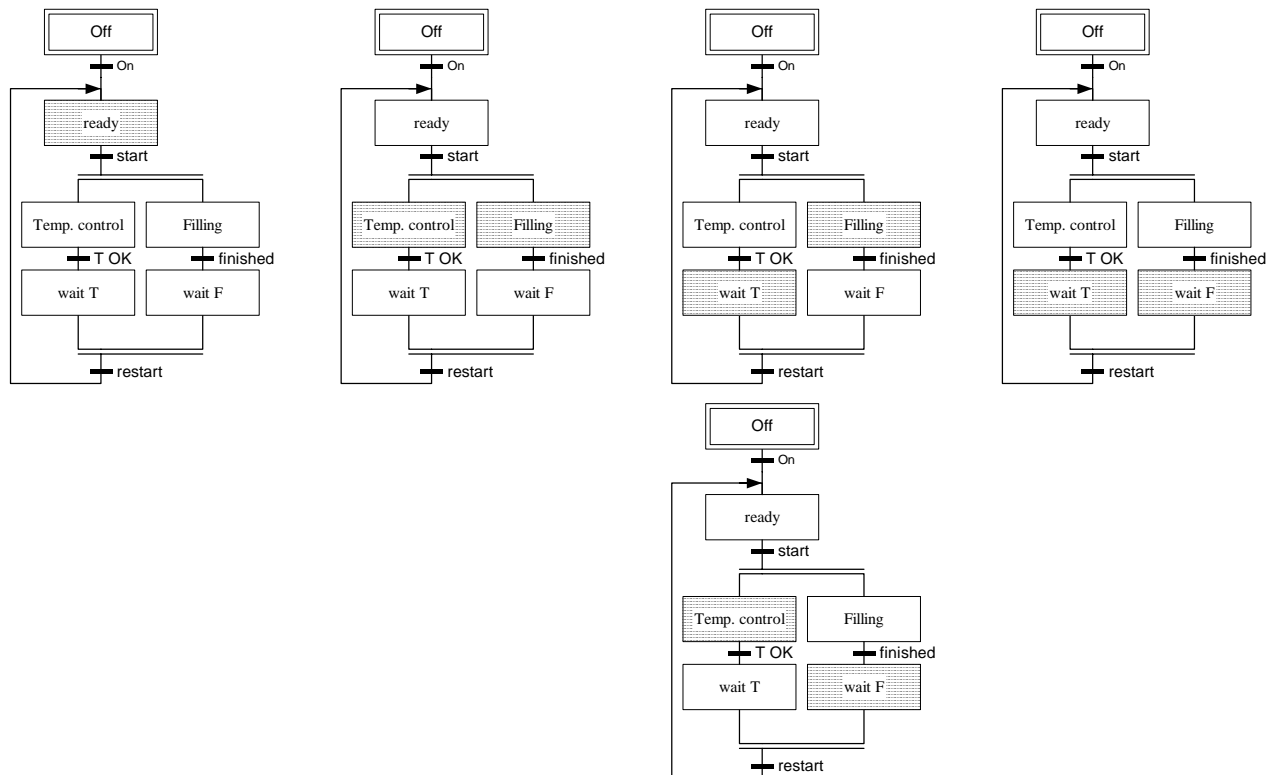 Off
On
ready
start
Temp. control Filling
T OK finished
wait T wait F
restart
Off
On
ready
start
Temp. control Filling
T OK finished
wait T wait F
restart
Off
On
ready
start
Temp. control Filling
T OK finished
wait T wait F
restart
Off
On
ready
start
Temp. control Filling
T OK finished
wait T wait F
restart
Off
On
ready
start
Temp. control Filling
T OK finished
wait T wait F
restart